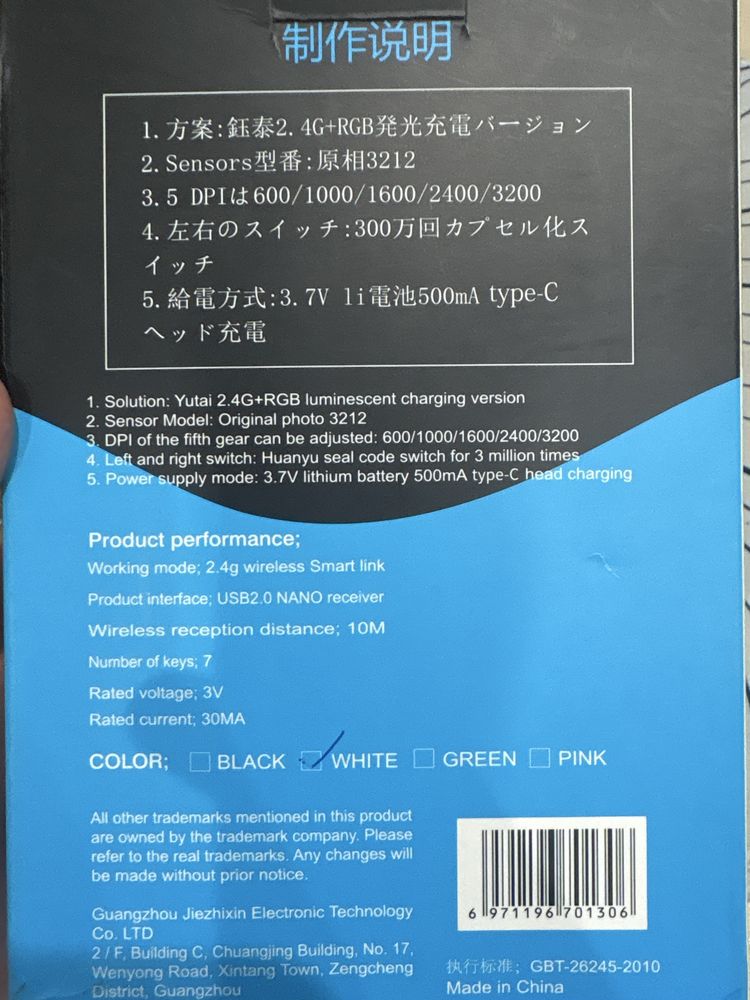 制作说明
1. 方案:鈺泰2. 4G+RGB発光充電バージョン
2. Sensors型番:原相3212
3. 5 DPIは600/1000/1600/2400/3200
4. 左右のスイッチ:300万回カプセル化ス
イッチ
5. 給電方式:3.7V li電池500mA type-C
ヘッド充電
1. Solution: Yutai 2.4G+RGB luminescent charging version
2. Sensor Model: Original photo 3212
3. DPI of the fifth gear can be adjusted: 600/1000/1600/2400/3200
4. Left and right switch: Huanyu seal code switch for 3 million times
5. Power supply mode: 3.7V lithium battery 500mA type-C head charging
Product performance;
Working mode; 2.4g wireless Smart link
Product interface; USB2.0 NANO receiver
Wireless reception distance; 10M
Number of keys; 7
Rated voltage; 3V
Rated current; 30MA
COLOR; BLACK WHITE GREEN PINK
All other trademarks mentioned in this product
are owned by the trademark company. Please
refer to the real trademarks. Any changes will
be made without prior notice.
Guangzhou Jiezhixin Electronic Technology
Co. LTD
2 / F, Building C, Chuangjing Building, No. 17,
Wenyong Road, Xintang Town, Zengcheng
District, Guangzhou
6 971196 701306
执行标准; GBT-26245-2010
Made in China